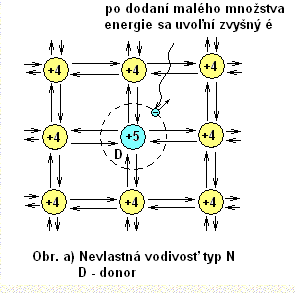 po dodaní malého množstva
energie sa uvoľní zvyšný é
+4 +4 +4
+4 +5 +4
D
+4 +4 +4
Obr. a) Nevlastná vodivosť typ N
D - donor